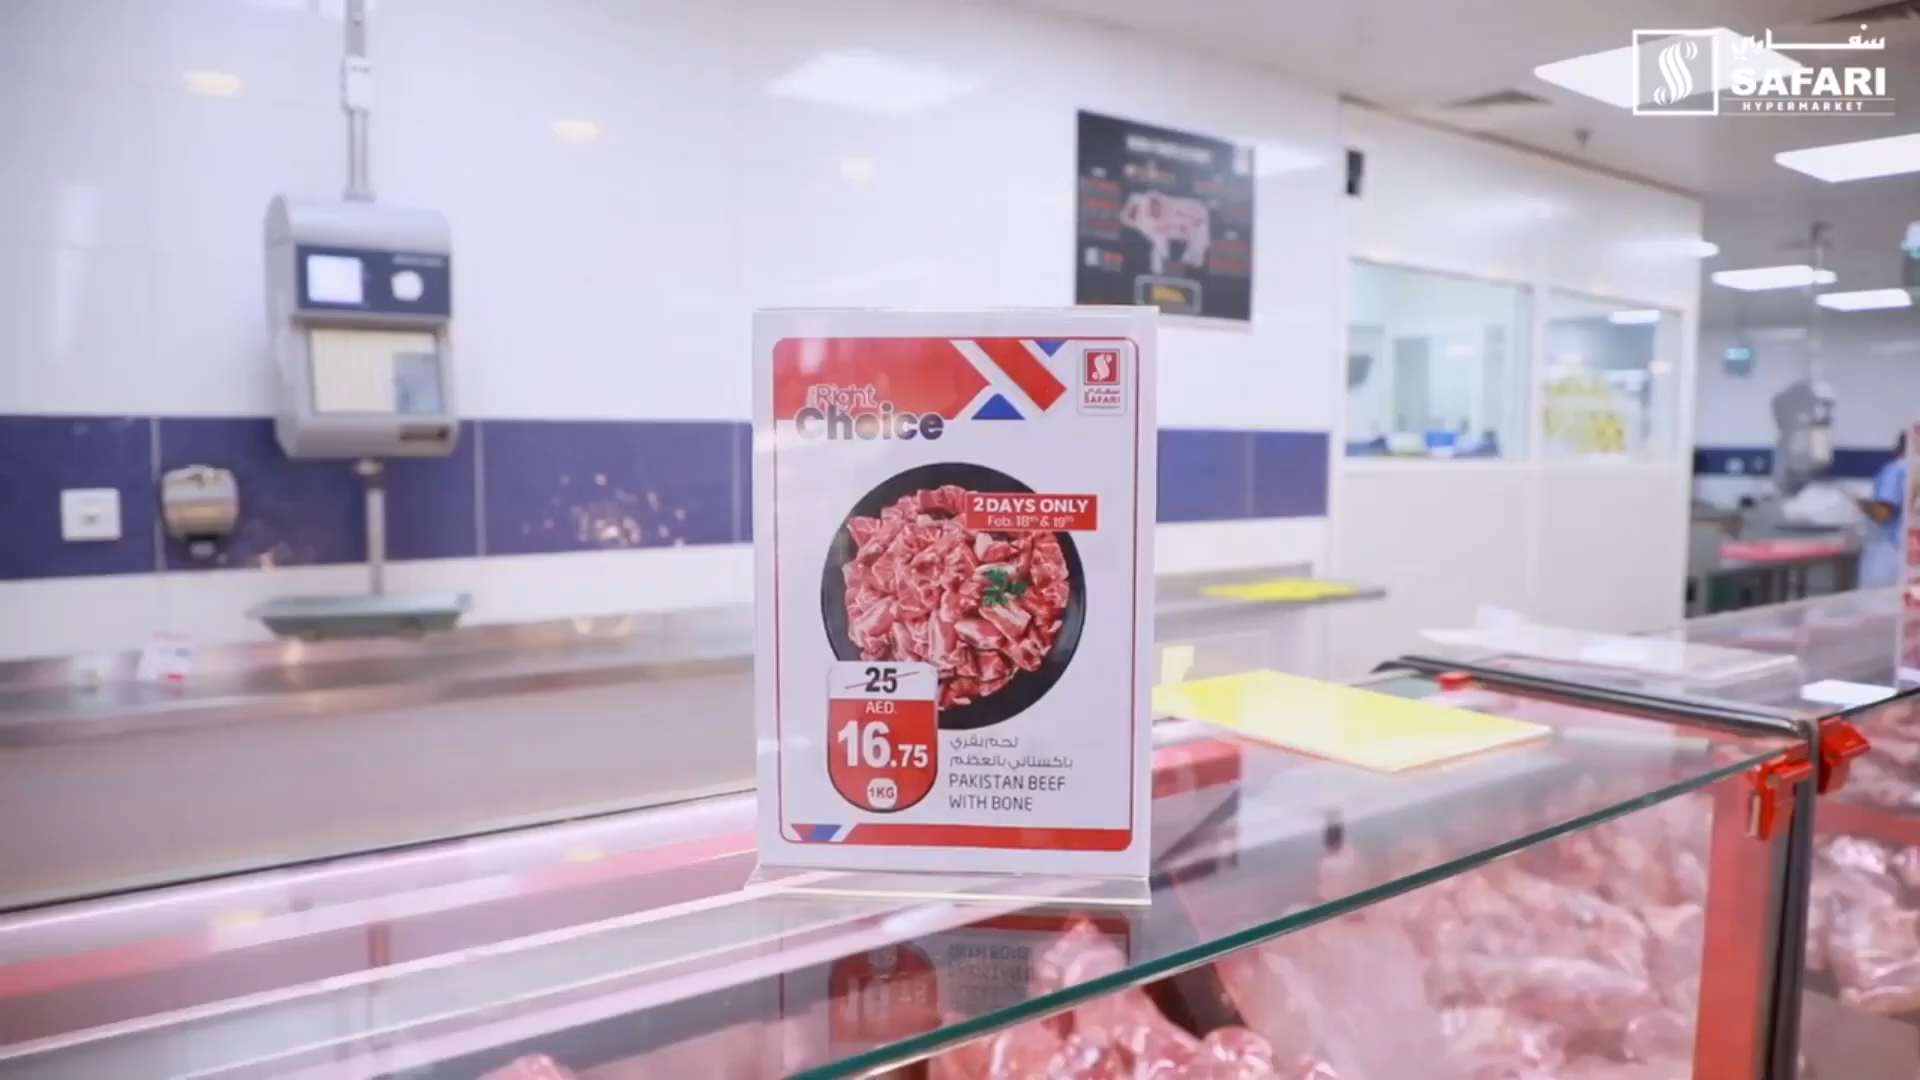 سفاري
SAFARI
HYPERMARKET
Right
Choice
سفاري
SAFARI
2 DAYS ONLY
Feb. 18th & 19th
25
AED.
16.75
1KG
لحم بقري
باكستاني بالعظم
PAKISTAN BEEF
WITH BONE